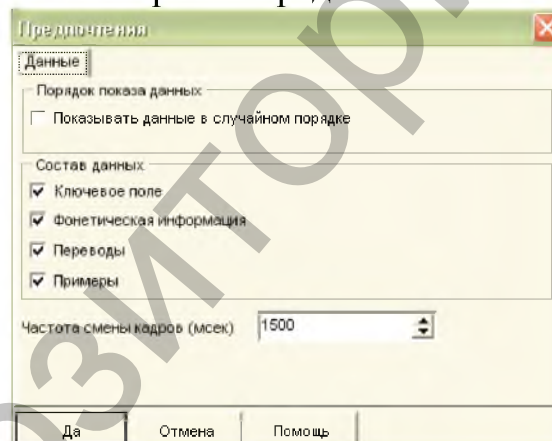 Предпочтения
Данные
Порядок показа данных
Показывать данные в случайном порядке
Состав данных
Ключевое поле
Фонетическая информация
Переводы
Примеры
Частота смены кадров (мсек) 1500
Да Отмена Помощь